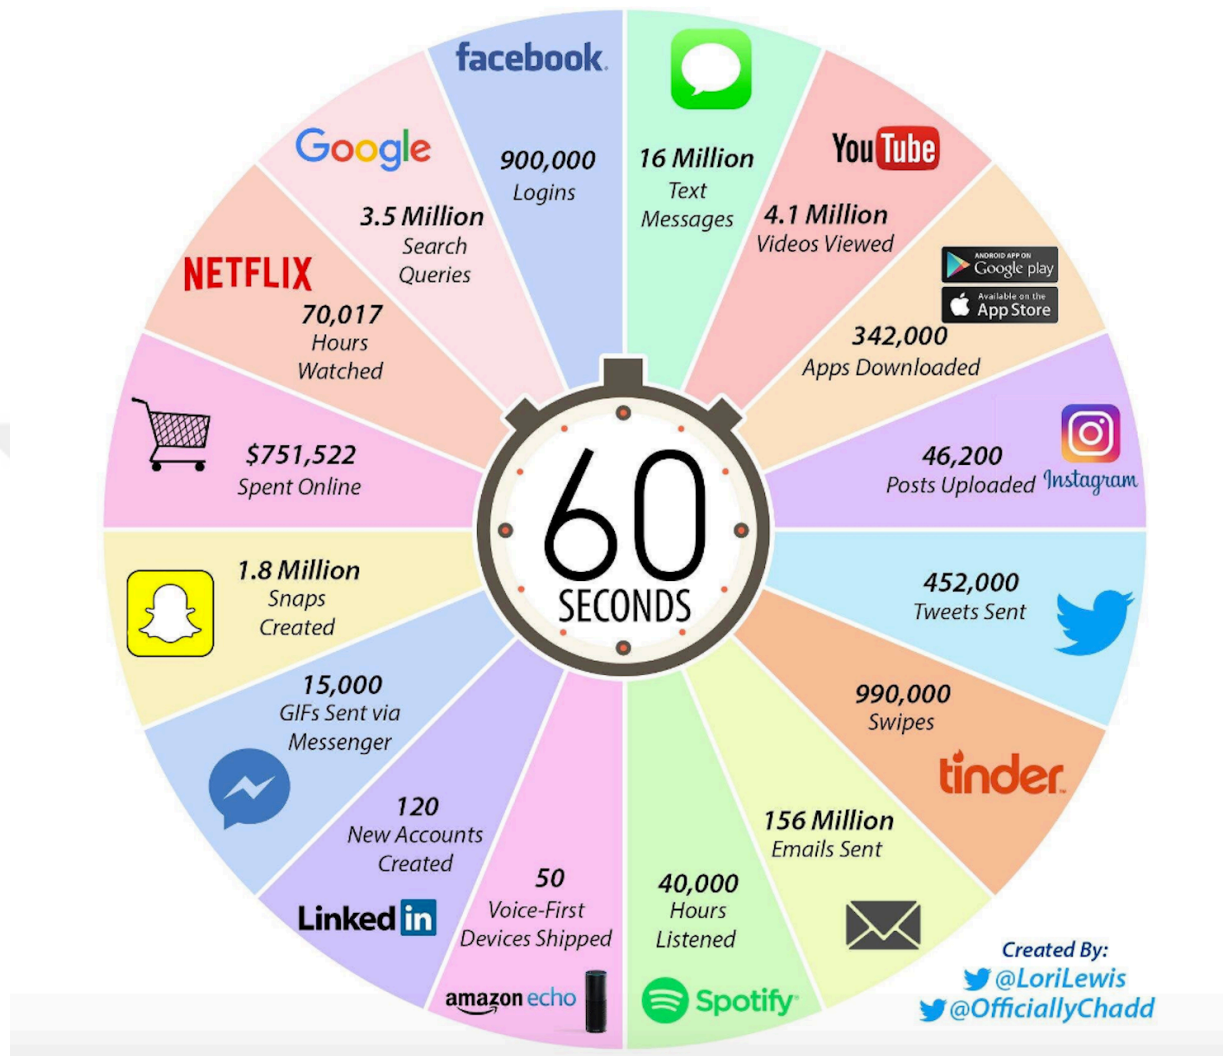 facebook
900,000
Logins
16 Million
Text
Messages
YouTube
4.1 Million
Videos Viewed
ANDROID APP ON
Google play
Available on the
App Store
342,000
Apps Downloaded
46,200
Posts Uploaded
Instagram
452,000
Tweets Sent
990,000
Swipes
tinder
156 Million
Emails Sent
40,000
Hours
Listened
Spotify
50
Voice-First
Devices Shipped
amazon echo
120
New Accounts
Created
Linked in
15,000
GIFs Sent via
Messenger
1.8 Million
Snaps
Created
$751,522
Spent Online
NETFLIX
70,017
Hours
Watched
Google
3.5 Million
Search
Queries
60
SECONDS
Created By:
@LoriLewis
@OfficiallyChadd